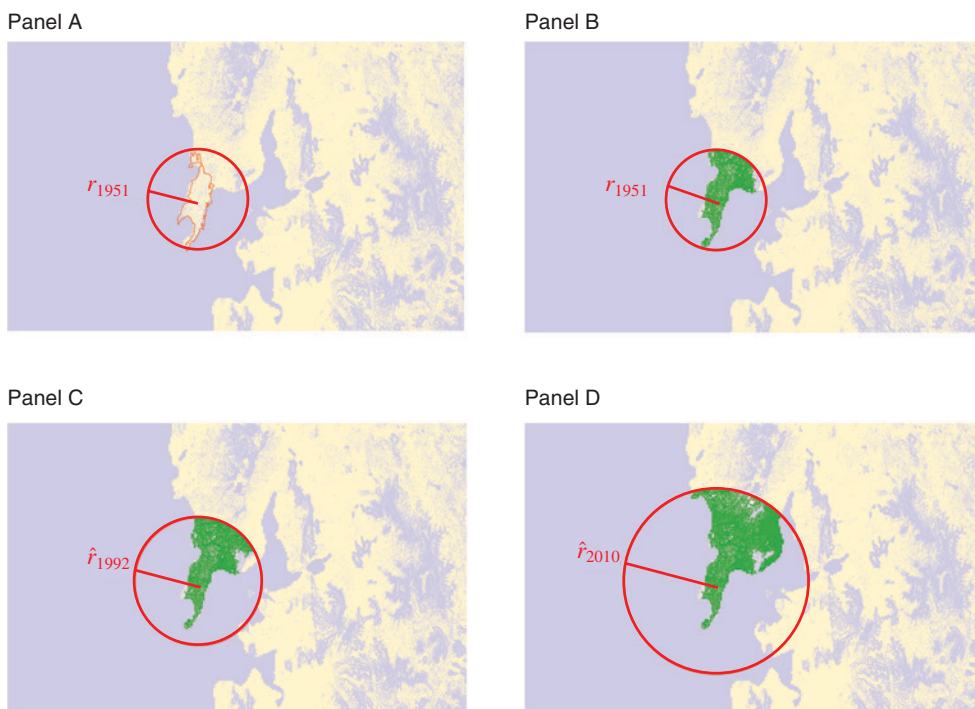 Panel A
Panel B
r1951
r1951
Panel C
Panel D
r̂1992
r̂2010